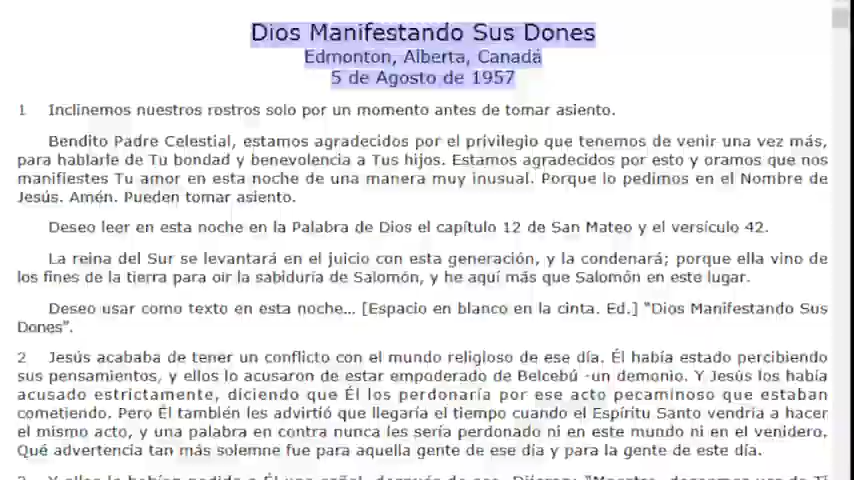 Dios Manifestando Sus Dones
Edmonton, Alberta, Canadá
5 de Agosto de 1957
1 Inclinemos nuestros rostros solo por un momento antes de tomar asiento.
Bendito Padre Celestial, estamos agradecidos por el privilegio que tenemos de venir una vez más,
para hablarle de Tu bondad y benevolencia a Tus hijos. Estamos agradecidos por esto y oramos que nos
manifiestes Tu amor en esta noche de una manera muy inusual. Porque lo pedimos en el Nombre de
Jesús. Amén. Pueden tomar asiento.
Deseo leer en esta noche en la Palabra de Dios el capítulo 12 de San Mateo y el versículo 42.
La reina del Sur se levantará en el juicio con esta generación, y la condenará; porque ella vino de
los fines de la tierra para oír la sabiduría de Salomón, y he aquí más que Salomón en este lugar.
Deseo usar como texto en esta noche... [Espacio en blanco en la cinta. Ed.] “Dios Manifestando Sus
Dones”.
2 Jesús acababa de tener un conflicto con el mundo religioso de ese día. Él había estado percibiendo
sus pensamientos, y ellos lo acusaron de estar empoderado de Belcebú -un demonio. Y Jesús los había
acusado estrictamente, diciendo que Él los perdonaría por ese acto pecaminoso que estaban
cometiendo. Pero Él también les advirtió que llegaría el tiempo cuando el Espíritu Santo vendría a hacer
el mismo acto, y una palabra en contra nunca les sería perdonado ni en este mundo ni en el venidero.
Qué advertencia tan más solemne fue para aquella gente de ese día y para la gente de este día.